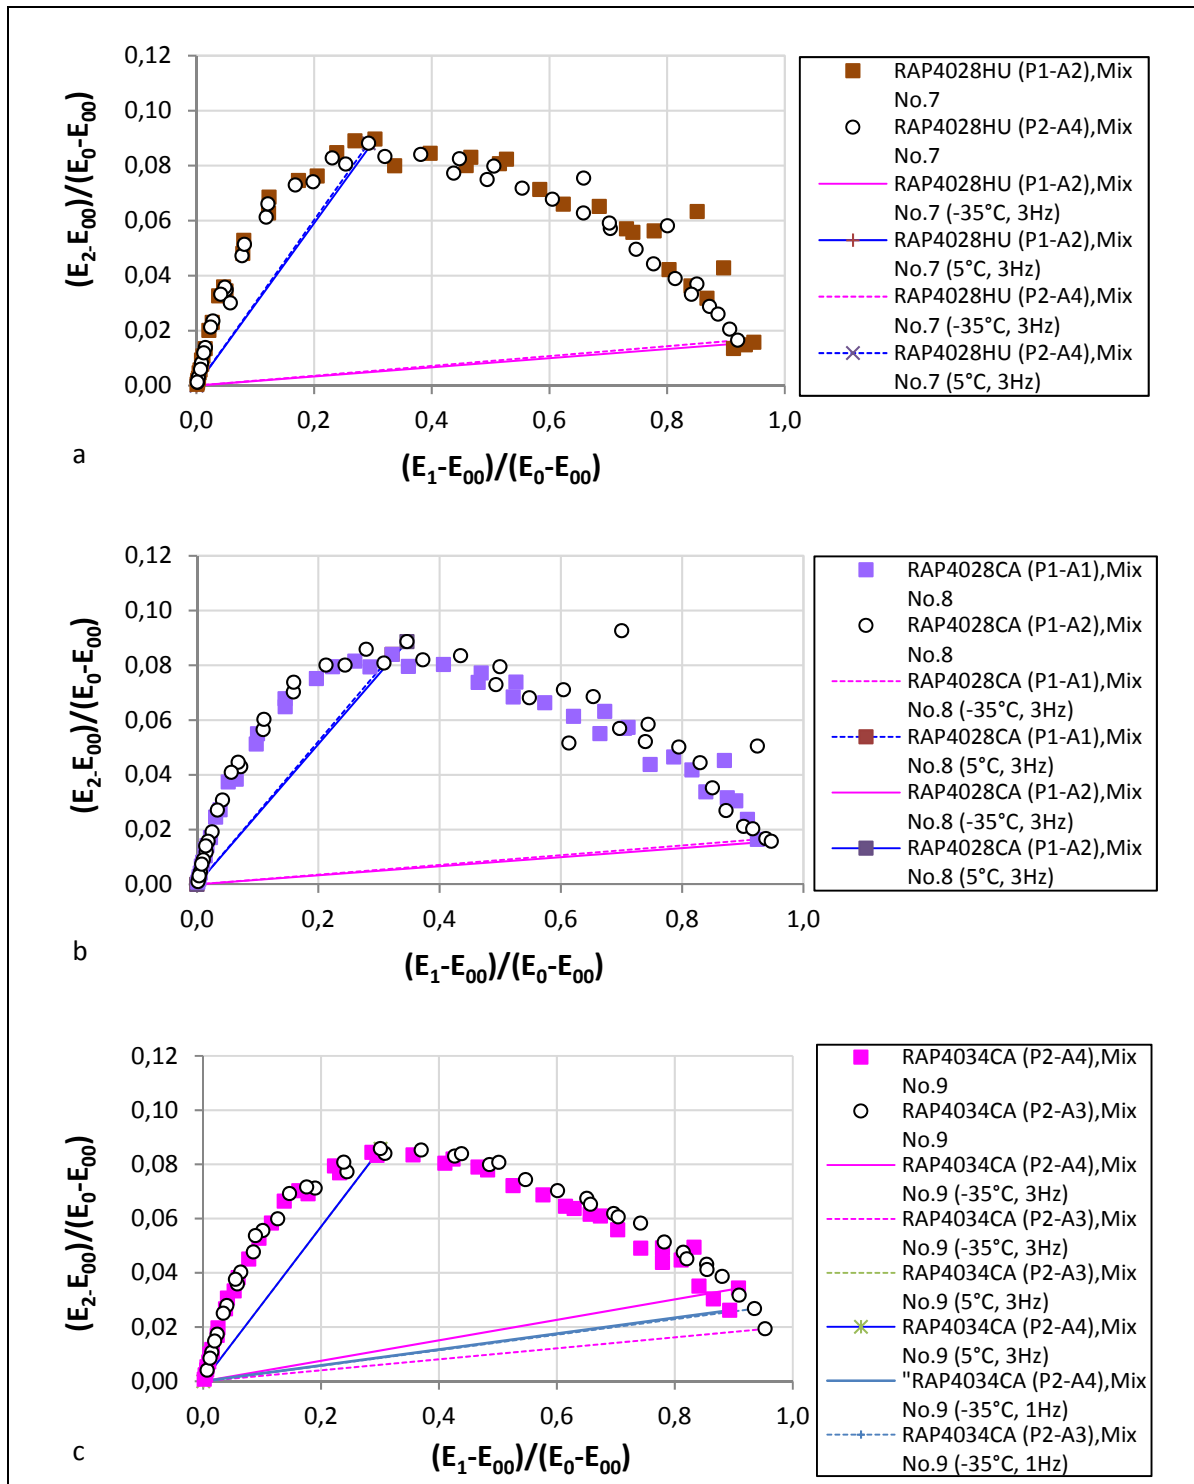 0,12
0,10
0,08
0,06
0,04
0,02
0,00
(E2-E00)/(E0-E00)
0,0 0,2 0,4 0,6 0,8 1,0
(E1-E00)/(E0-E00)
a
RAP4028HU (P1-A2),Mix
No.7
RAP4028HU (P2-A4),Mix
No.7
RAP4028HU (P1-A2),Mix
No.7 (-35°C, 3Hz)
RAP4028HU (P1-A2),Mix
No.7 (5°C, 3Hz)
RAP4028HU (P2-A4),Mix
No.7 (-35°C, 3Hz)
RAP4028HU (P2-A4),Mix
No.7 (5°C, 3Hz)
0,12
0,10
0,08
0,06
0,04
0,02
0,00
(E2-E00)/(E0-E00)
0,0 0,2 0,4 0,6 0,8 1,0
(E1-E00)/(E0-E00)
b
RAP4028CA (P1-A1),Mix
No.8
RAP4028CA (P1-A2),Mix
No.8
RAP4028CA (P1-A1),Mix
No.8 (-35°C, 3Hz)
RAP4028CA (P1-A1),Mix
No.8 (5°C, 3Hz)
RAP4028CA (P1-A2),Mix
No.8 (-35°C, 3Hz)
RAP4028CA (P1-A2),Mix
No.8 (5°C, 3Hz)
0,12
0,10
0,08
0,06
0,04
0,02
0,00
(E2-E00)/(E0-E00)
0,0 0,2 0,4 0,6 0,8 1,0
(E1-E00)/(E0-E00)
c
RAP4034CA (P2-A4),Mix
No.9
RAP4034CA (P2-A3),Mix
No.9
RAP4034CA (P2-A4),Mix
No.9 (-35°C, 3Hz)
RAP4034CA (P2-A3),Mix
No.9 (-35°C, 3Hz)
RAP4034CA (P2-A3),Mix
No.9 (5°C, 3Hz)
RAP4034CA (P2-A4),Mix
No.9 (5°C, 3Hz)
"RAP4034CA (P2-A4),Mix
No.9 (-35°C, 1Hz)
RAP4034CA (P2-A3),Mix
No.9 (-35°C, 1Hz)